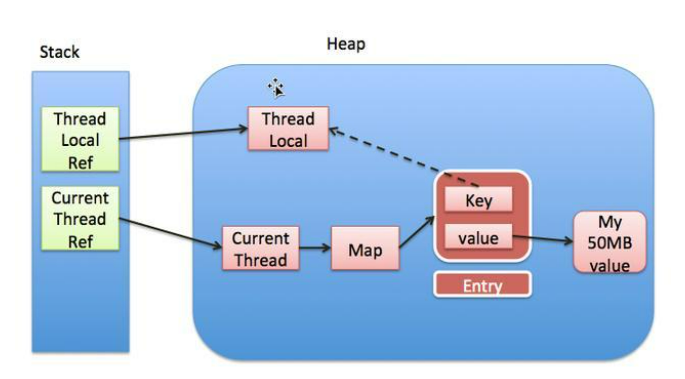 Stack
Heap
Thread
Local
Ref
Thread
Local
Current
Thread
Ref
Current
Thread
Map
Key
value
My
50MB
value
Entry